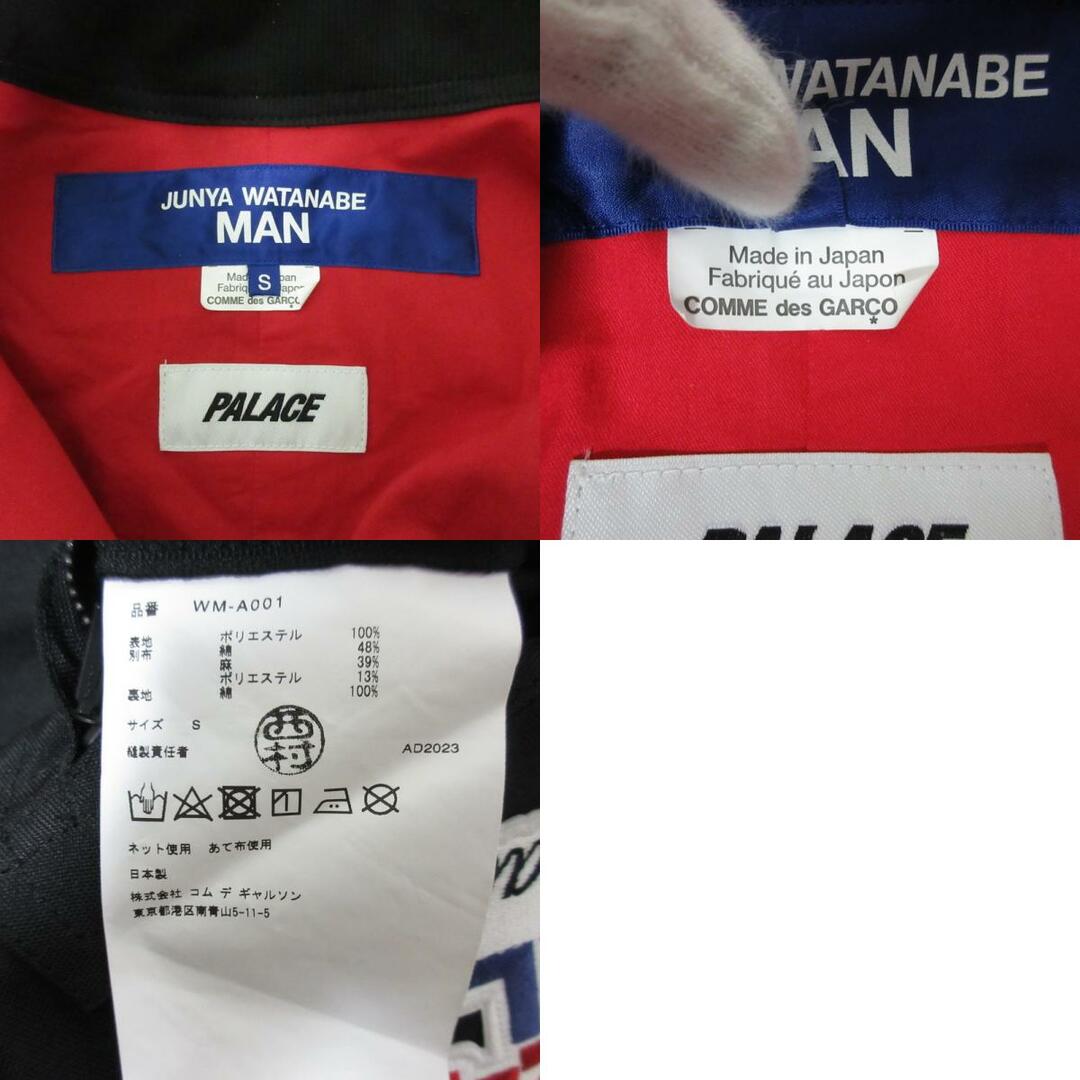 JUNYA WATANABE
MAN
S
COMME des GARÇ
PALACE
WATANABE
AN
Made in Japan
Fabriqué au Japon
COMME des GARÇO
*
PALACE
品番 WM-A001
表地 ポリエステル 100%
別布 綿 48%
麻 39%
ポリエステル 13%
裏地 綿 100%
サイズ S
縫製責任者 西村 AD2023
ネット使用 あて布使用
日本製
株式会社 コム デ ギャルソン
東京都港区南青山5-11-5